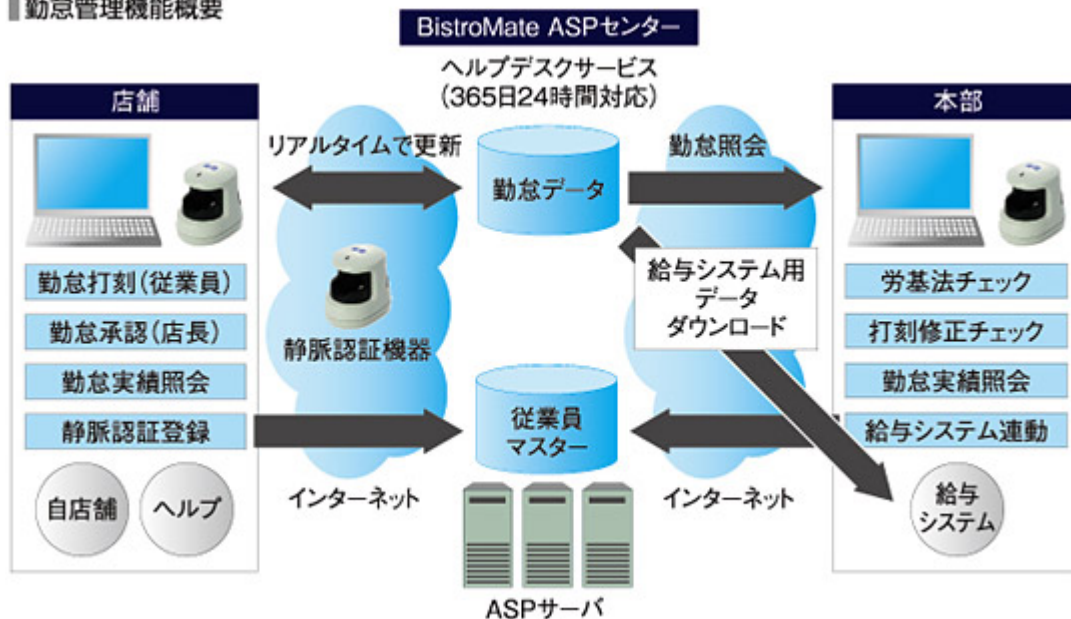 勤怠管理機能概要
BistroMate ASPセンター
ヘルプデスクサービス
(365日24時間対応)
店舗
勤怠打刻(従業員)
勤怠承認(店長)
勤怠実績照会
静脈認証登録
自店舗
ヘルプ
リアルタイムで更新
静脈認証機器
インターネット
勤怠データ
従業員
マスター
ASPサーバ
勤怠照会
給与システム用
データ
ダウンロード
インターネット
本部
労基法チェック
打刻修正チェック
勤怠実績照会
給与システム連動
給与
システム